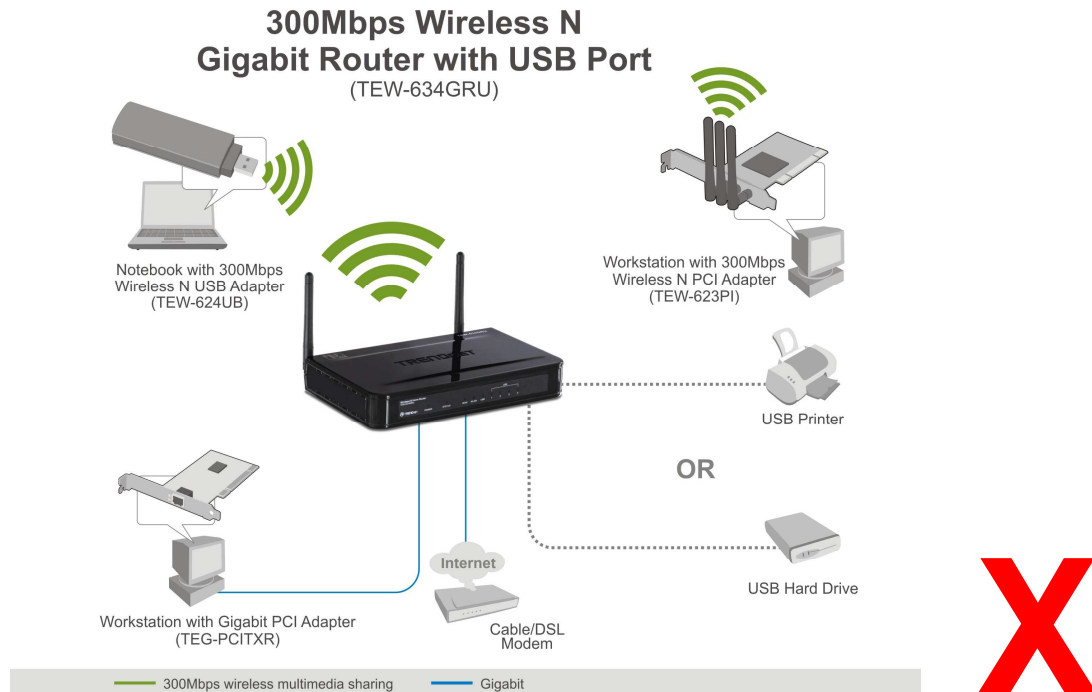 300Mbps Wireless N
Gigabit Router with USB Port
(TEW-634GRU)
Notebook with 300Mbps
Wireless N USB Adapter
(TEW-624UB)
Workstation with 300Mbps
Wireless N PCI Adapter
(TEW-623PI)
TRENDNET
USB Printer
OR
Internet
USB Hard Drive
Workstation with Gigabit PCI Adapter
(TEG-PCITXR)
Cable/DSL
Modem
300Mbps wireless multimedia sharing
Gigabit
X